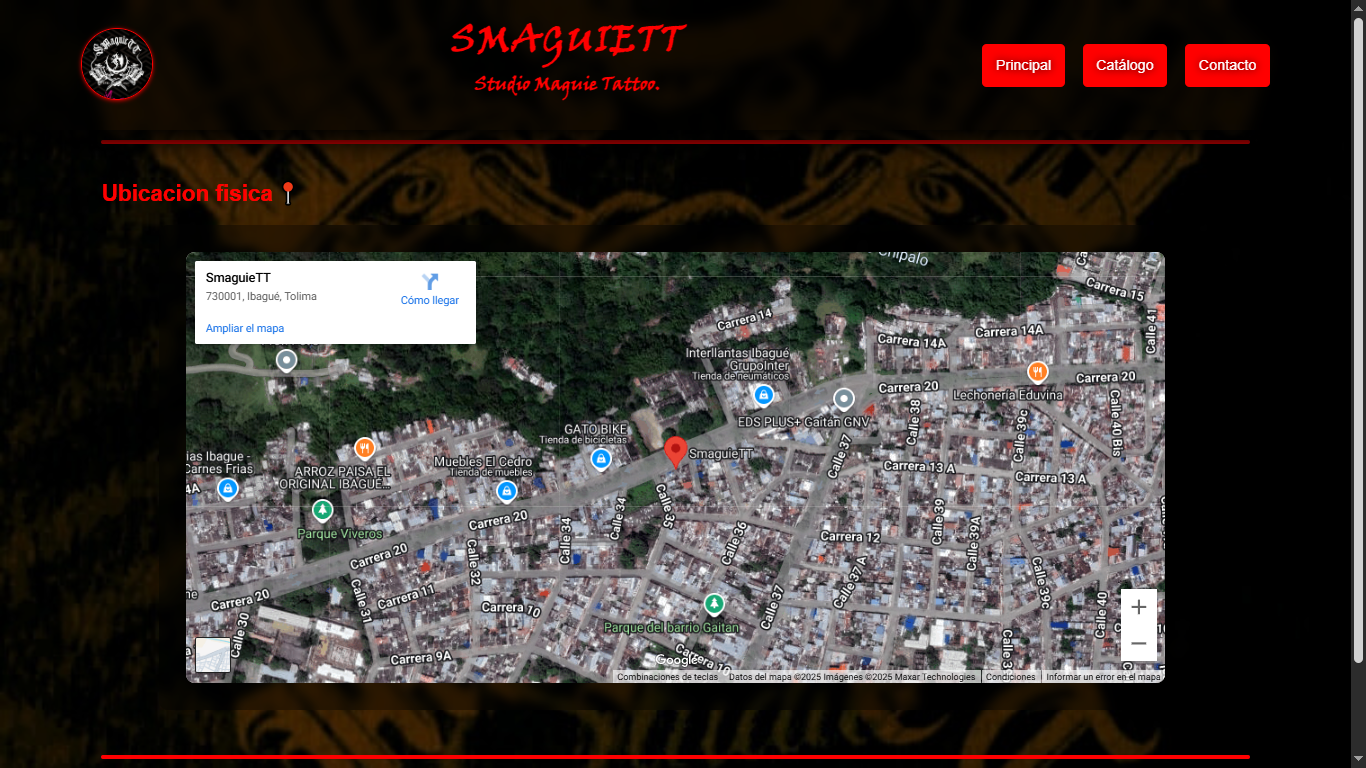 SMaguieTT
SMAGUIETT
Studio Maguie Tattoo.
Principal
Catálogo
Contacto
Ubicacion fisica
SmaguieTT
730001, Ibagué, Tolima
Cómo llegar
Ampliar el mapa
Chipalo
Carrera 15
Calle 41
Carrera 14
Carrera 14A
Carrera 14A
Interllantas Ibagué
GrupoInter
Tienda de neumáticos
Carrera 20
Carrera 20
Lechoneria Eduvina
EDS PLUS+ Gaitán GNV
Calle 38
Calle 39c
Calle 40 Bs
GATO BIKE
Tienda de bicicletas
SmaguieTT
Calle 37
ias Ibague -
Carnes Frias
ARROZ PAISA EL
ORIGINAL IBAGUÉ...
Muebles El Cedro
Tienda de muebles
Carrera 13 A
Carrera 13 A
4A
Parque Viveros
Carrera 20
Calle 34
Calle 34
Calle 35
Calle 36
Calle 39
Calle 39A
Carrera 12
Carrera 20
Calle 32
Calle 37 A
Calle 39c
Carrera 20
Calle 31
Carrera 11
Carrera 10
Calle 37
Calle 40
Calle 30
Parque del barrio Gaitan
Carrera 9A
Google
Carrera 10
Combinaciones de teclas
Datos del mapa ©2025 Imágenes ©2025 Maxar Technologies
Condiciones
Informar un error en el mapa